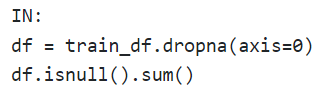 IN:
df = train_df.dropna(axis=0)
df.isnull().sum()